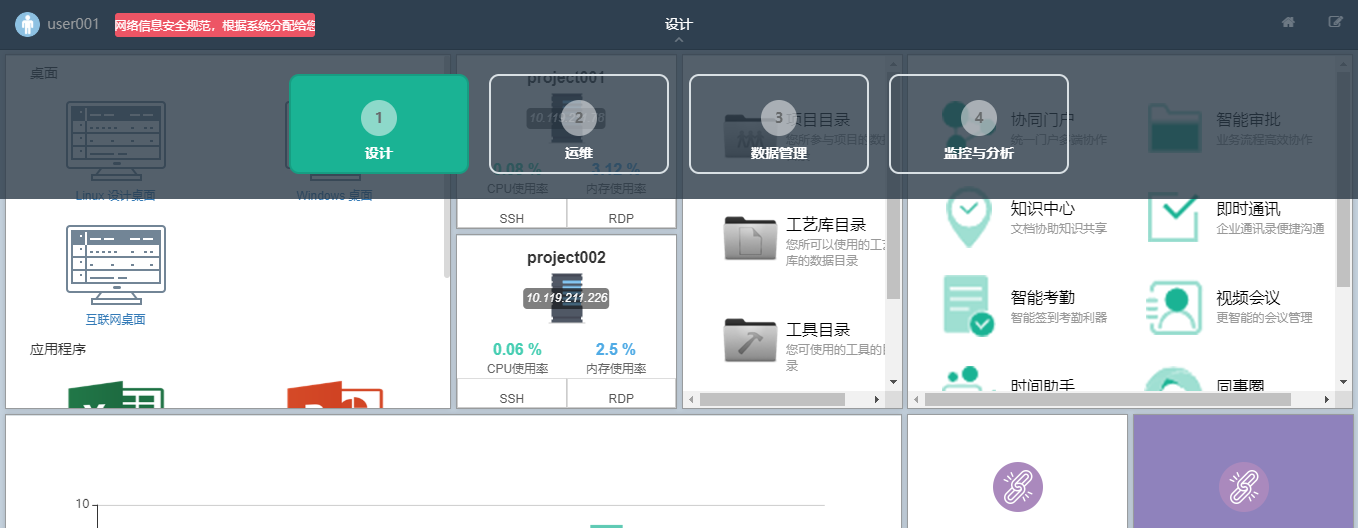 user001
网络信息安全规范，根据系统分配给您
设计
1
设计
2
运维
3
数据管理
4
监控与分析
桌面
Linux 设计桌面
Windows 桌面
互联网桌面
应用程序
project001
0.08 %
3.12 %
CPU使用率
内存使用率
SSH
RDP
project002
10.119.211.226
0.06 %
2.5 %
CPU使用率
内存使用率
SSH
RDP
项目目录
您所参与项目的数据
工艺库目录
您所可以使用的工艺
库的数据目录
工具目录
您可使用的工具的目
录
协同门户
统一门户多端协作
智能审批
业务流程高效协作
知识中心
文档协助知识共享
即时通讯
企业通讯录便捷沟通
智能考勤
智能签到考勤利器
视频会议
更智能的会议管理
时间助手
同事圈
10